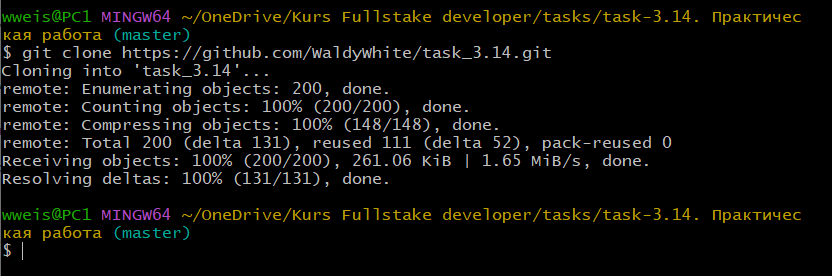 wweis@PC1 MINGW64 ~/OneDrive/Kurs Fullstake developer/tasks/task-3.14. Практичес
кая работа (master)
$ git clone https://github.com/WaldyWhite/task_3.14.git
Cloning into 'task_3.14'...
remote: Enumerating objects: 200, done.
remote: Counting objects: 100% (200/200), done.
remote: Compressing objects: 100% (148/148), done.
remote: Total 200 (delta 131), reused 111 (delta 52), pack-reused 0
Receiving objects: 100% (200/200), 261.06 KiB | 1.65 MiB/s, done.
Resolving deltas: 100% (131/131), done.
wweis@PC1 MINGW64 ~/OneDrive/Kurs Fullstake developer/tasks/task-3.14. Практичес
кая работа (master)
$